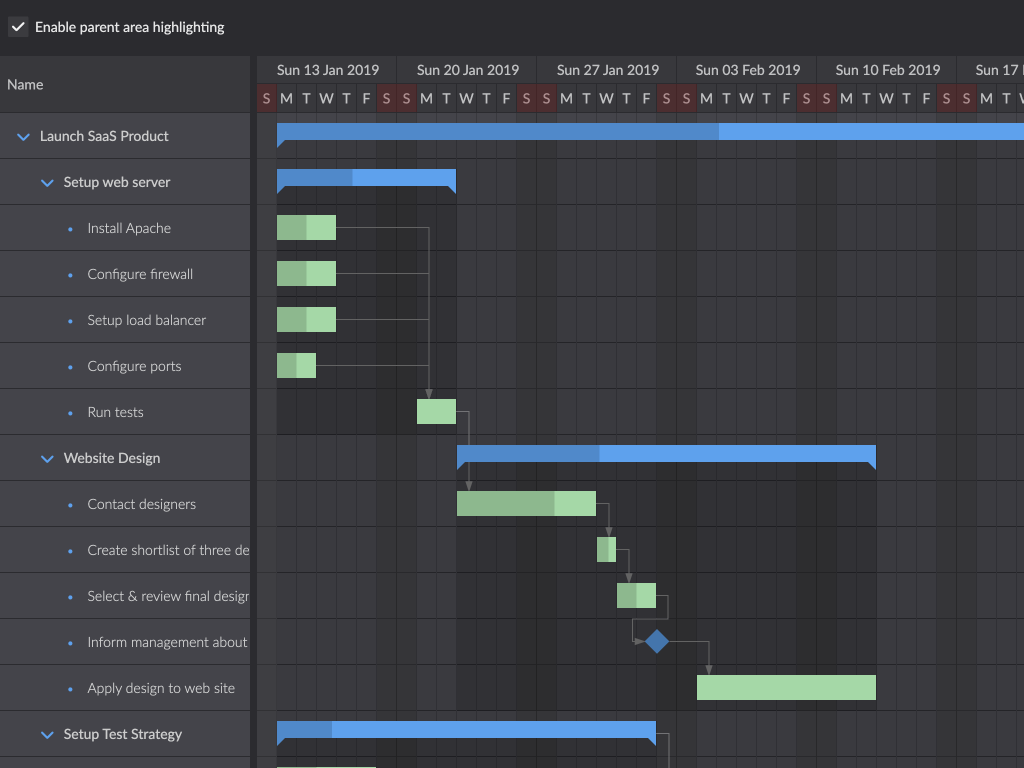 Enable parent area highlighting
Name
Sun 13 Jan 2019 Sun 20 Jan 2019 Sun 27 Jan 2019 Sun 03 Feb 2019 Sun 10 Feb 2019 Sun 17
S M T W T F S S M T W T F S S M T W T F S S M T W T F S S M T W T F S S M T
Launch SaaS Product
Setup web server
Install Apache
Configure firewall
Setup load balancer
Configure ports
Run tests
Website Design
Contact designers
Create shortlist of three de
Select & review final desigr
Inform management about
Apply design to web site
Setup Test Strategy